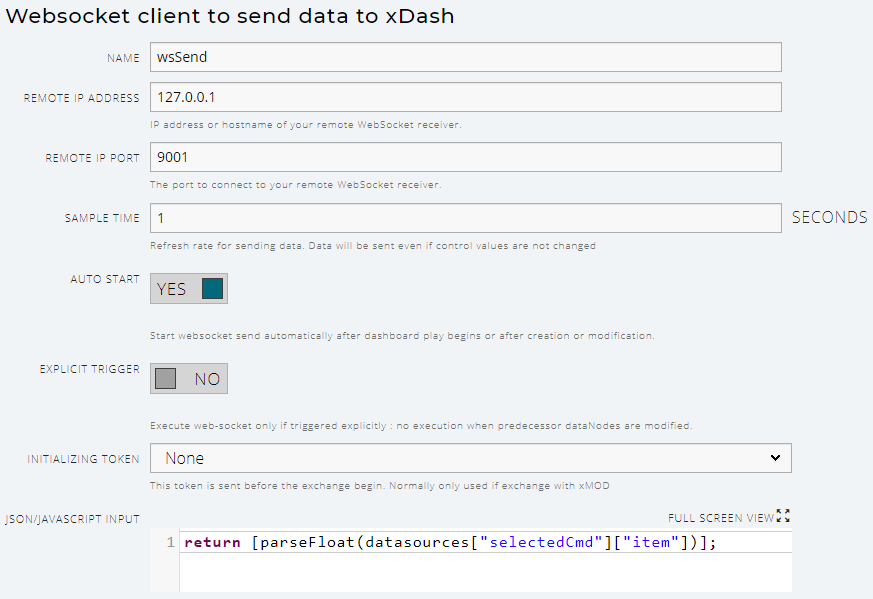 Websocket client to send data to xDash
NAME
wsSend
REMOTE IP ADDRESS
127.0.0.1
IP address or hostname of your remote WebSocket receiver.
REMOTE IP PORT
9001
The port to connect to your remote WebSocket receiver.
SAMPLE TIME
1
SECONDS
Refresh rate for sending data. Data will be sent even if control values are not changed
AUTO START
YES
Start websocket send automatically after dashboard play begins or after creation or modification.
EXPLICIT TRIGGER
NO
Execute web-socket only if triggered explicitly : no execution when predecessor dataNodes are modified.
INITIALIZING TOKEN
None
This token is sent before the exchange begin. Normally only used if exchange with xMOD
JSON/JAVASCRIPT INPUT
FULL SCREEN VIEW
1 return [parseFloat(datasources["selectedCmd"]["item"])];